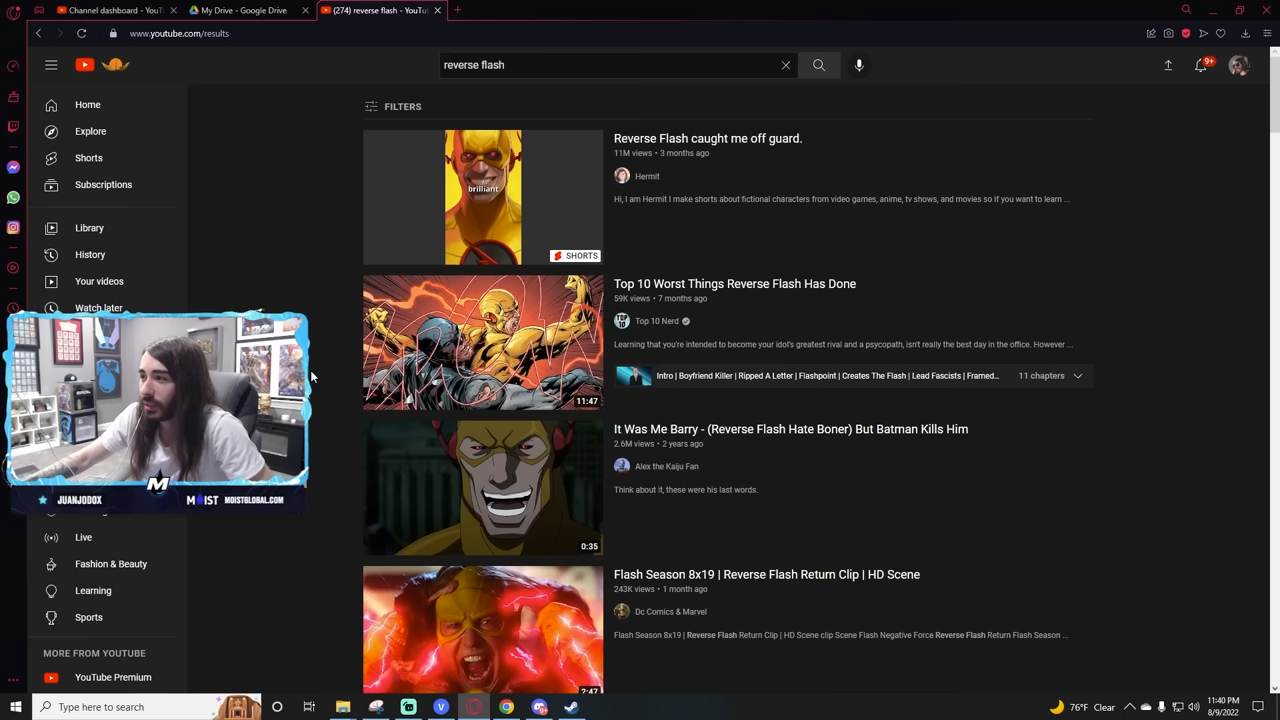 Channel dashboard - YouTu
My Drive - Google Drive
(274) reverse flash - YouTub
www.youtube.com/results
reverse flash
9+
Home
Explore
Shorts
Subscriptions
Library
History
Your videos
Watch later
Live
Fashion & Beauty
Learning
Sports
MORE FROM YOUTUBE
YouTube Premium
FILTERS
brilliant
SHORTS
Reverse Flash caught me off guard.
11M views • 3 months ago
Hermit
Hi, I am Hermit I make shorts about fictional characters from video games, anime, tv shows, and movies so If you want to learn ...
11:47
Top 10 Worst Things Reverse Flash Has Done
59K views • 7 months ago
TOP 10
Top 10 Nerd
Learning that you're intended to become your idol's greatest rival and a psycopath, isn't really the best day in the office. However ...
Intro | Boyfriend Killer | Ripped A Letter | Flashpoint | Creates The Flash | Lead Fascists | Framed...
11 chapters
0:35
It Was Me Barry - (Reverse Flash Hate Boner) But Batman Kills Him
2.6M views • 2 years ago
Alex the Kaiju Fan
Think about it, these were his last words.
2:47
Flash Season 8x19 | Reverse Flash Return Clip | HD Scene
243K views • 1 month ago
Dc Comics & Marvel
Flash Season 8x19 | Reverse Flash Return Clip | HD Scene clip Scene Flash Negative Force Reverse Flash Return Flash Season ...
M
JUANJODOX
MOIST
MOISTGLOBAL.COM
Type here to search
76°F Clear
11:40 PM
8/9/2022